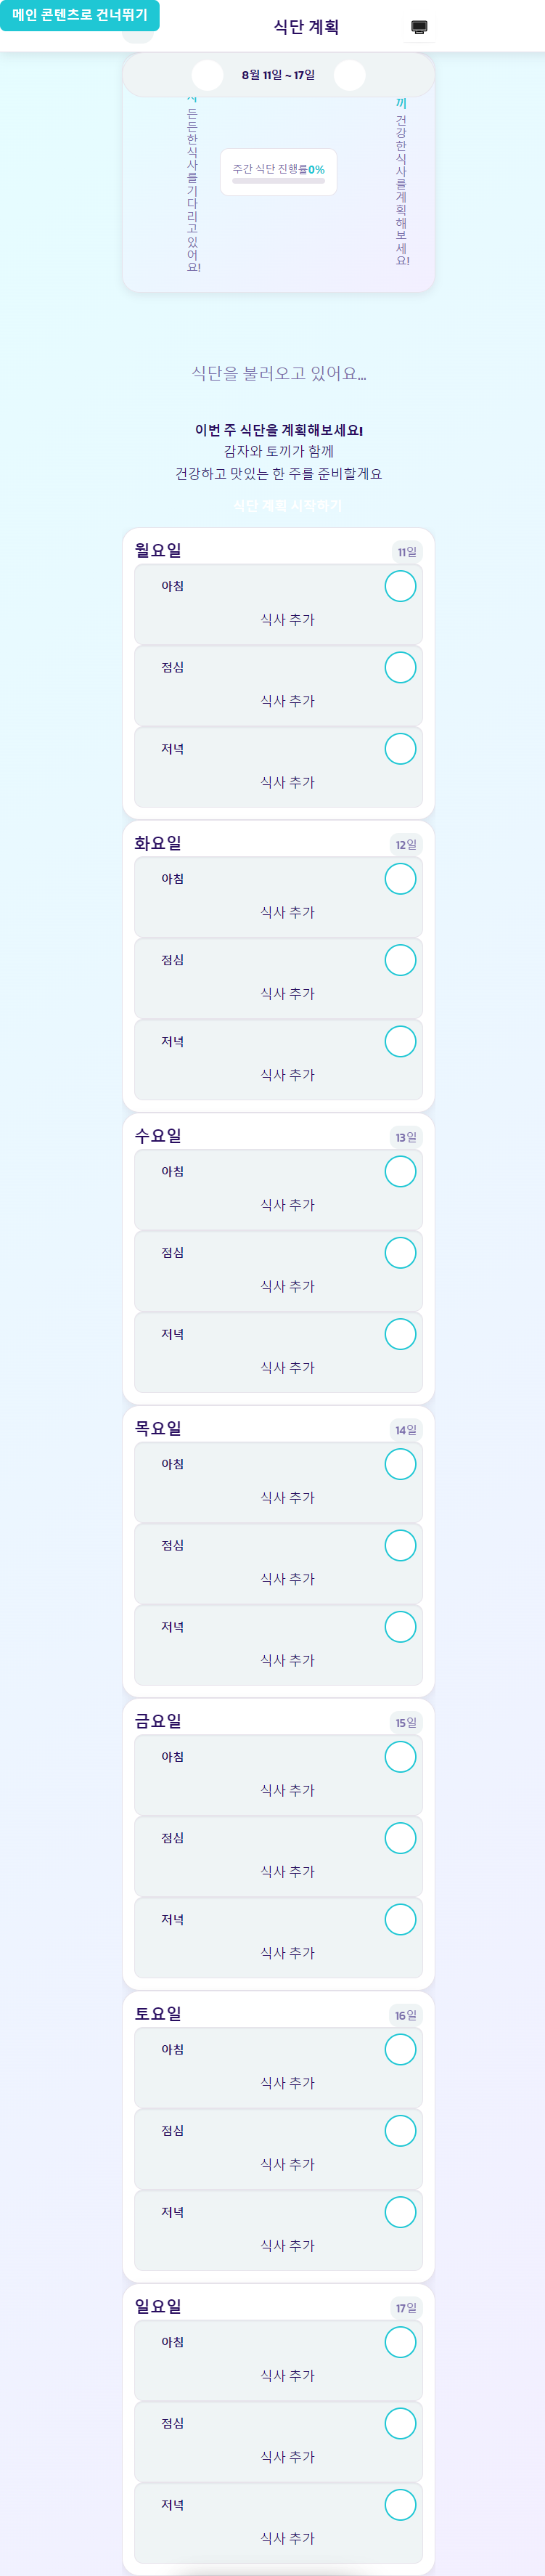 메인 콘텐츠로 건너뛰기
식단 계획
8월 11일 ~ 17일
든든한 식사를 기다리고 있어요!
주간 식단 진행률 0%
끼
건강한 식사를 계획해보세요!
식단을 불러오고 있어요...
이번 주 식단을 계획해보세요!
감자와 토끼가 함께
건강하고 맛있는 한 주를 준비할게요
식단 계획 시작하기
월요일 11일
아침
식사 추가
점심
식사 추가
저녁
식사 추가
화요일 12일
아침
식사 추가
점심
식사 추가
저녁
식사 추가
수요일 13일
아침
식사 추가
점심
식사 추가
저녁
식사 추가
목요일 14일
아침
식사 추가
점심
식사 추가
저녁
식사 추가
금요일 15일
아침
식사 추가
점심
식사 추가
저녁
식사 추가
토요일 16일
아침
식사 추가
점심
식사 추가
저녁
식사 추가
일요일 17일
아침
식사 추가
점심
식사 추가
저녁
식사 추가